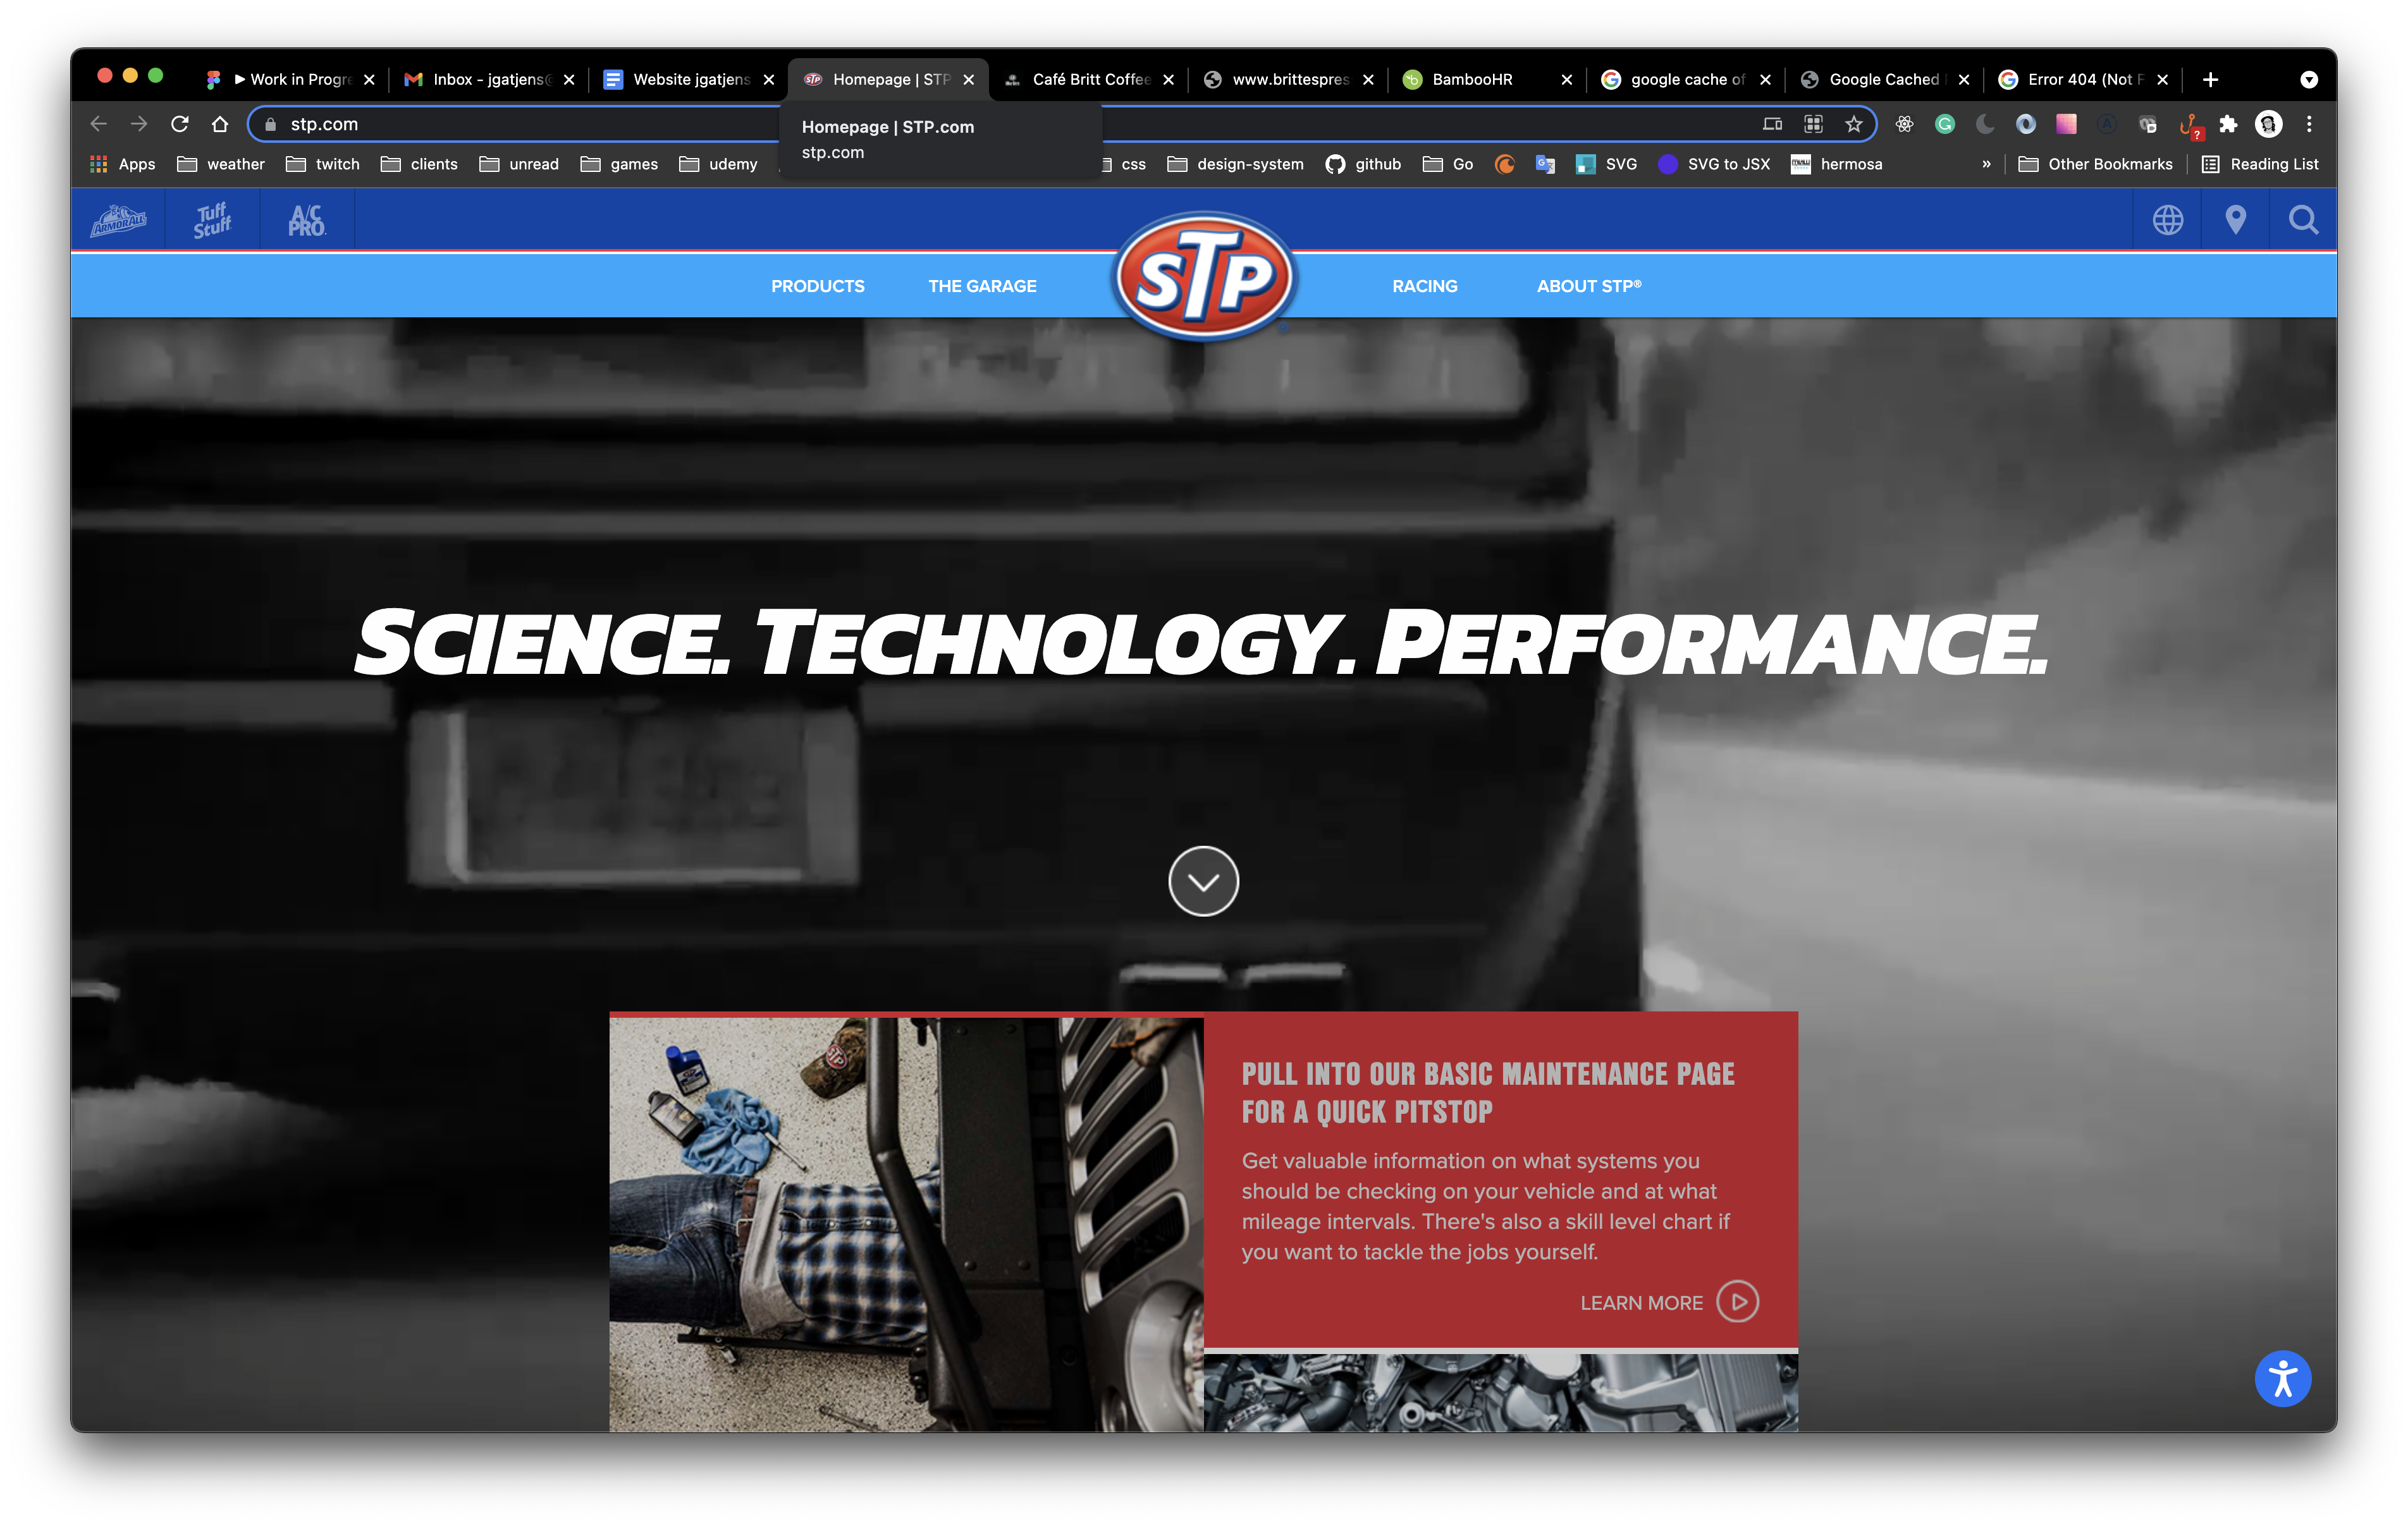 ▶ Work in Progre
Inbox - jgatjens@
Website jgatjens
Homepage | STP
Café Britt Coffee
www.brittespres
BambooHR
google cache of
Google Cached
Error 404 (Not F
stp.com
Homepage | STP.com
stp.com
Apps
weather
twitch
clients
unread
games
udemy
css
design-system
github
Go
SVG
SVG to JSX
hermosa
»
Other Bookmarks
Reading List
ARMORALL
Tuff Stuff
A/C PRO.
PRODUCTS
THE GARAGE
STP
RACING
ABOUT STP®
SCIENCE. TECHNOLOGY. PERFORMANCE.
PULL INTO OUR BASIC MAINTENANCE PAGE
FOR A QUICK PITSTOP
Get valuable information on what systems you
should be checking on your vehicle and at what
mileage intervals. There's also a skill level chart if
you want to tackle the jobs yourself.
LEARN MORE